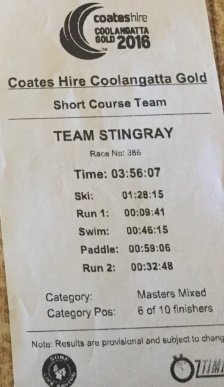 coateshire
COOLANGATTA
GOLD 2016
Coates Hire Coolangatta Gold
Short Course Team
TEAM STINGRAY
Race No: 386
Time: 03:56:07
Ski: 01:28:15
Run 1: 00:09:41
Swim: 00:46:15
Paddle: 00:59:06
Run 2: 00:32:48
Category: Masters Mixed
Category Pos: 6 of 10 finishers
Note: Results are provisional and subject to chang